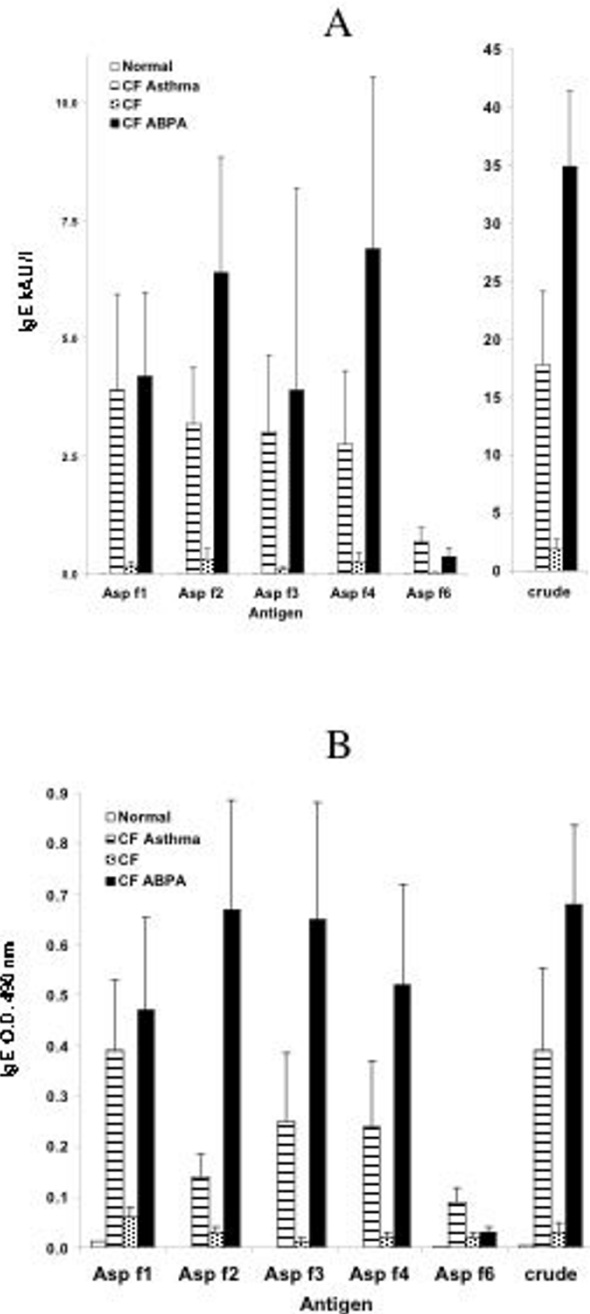 A
Normal
CF Asthma
CF
CF ABPA
10.0
7.5
5.0
2.5
0.0
IgE kAU/l
Asp f1 Asp f2 Asp f3 Asp f4 Asp f6
Antigen
45
40
35
30
25
20
15
10
5
0
crude
B
0.9
0.8
0.7
0.6
0.5
0.4
0.3
0.2
0.1
0.0
Normal
CF Asthma
CF
CF ABPA
IgE O.D. 490 nm
Asp f1 Asp f2 Asp f3 Asp f4 Asp f6 crude
Antigen